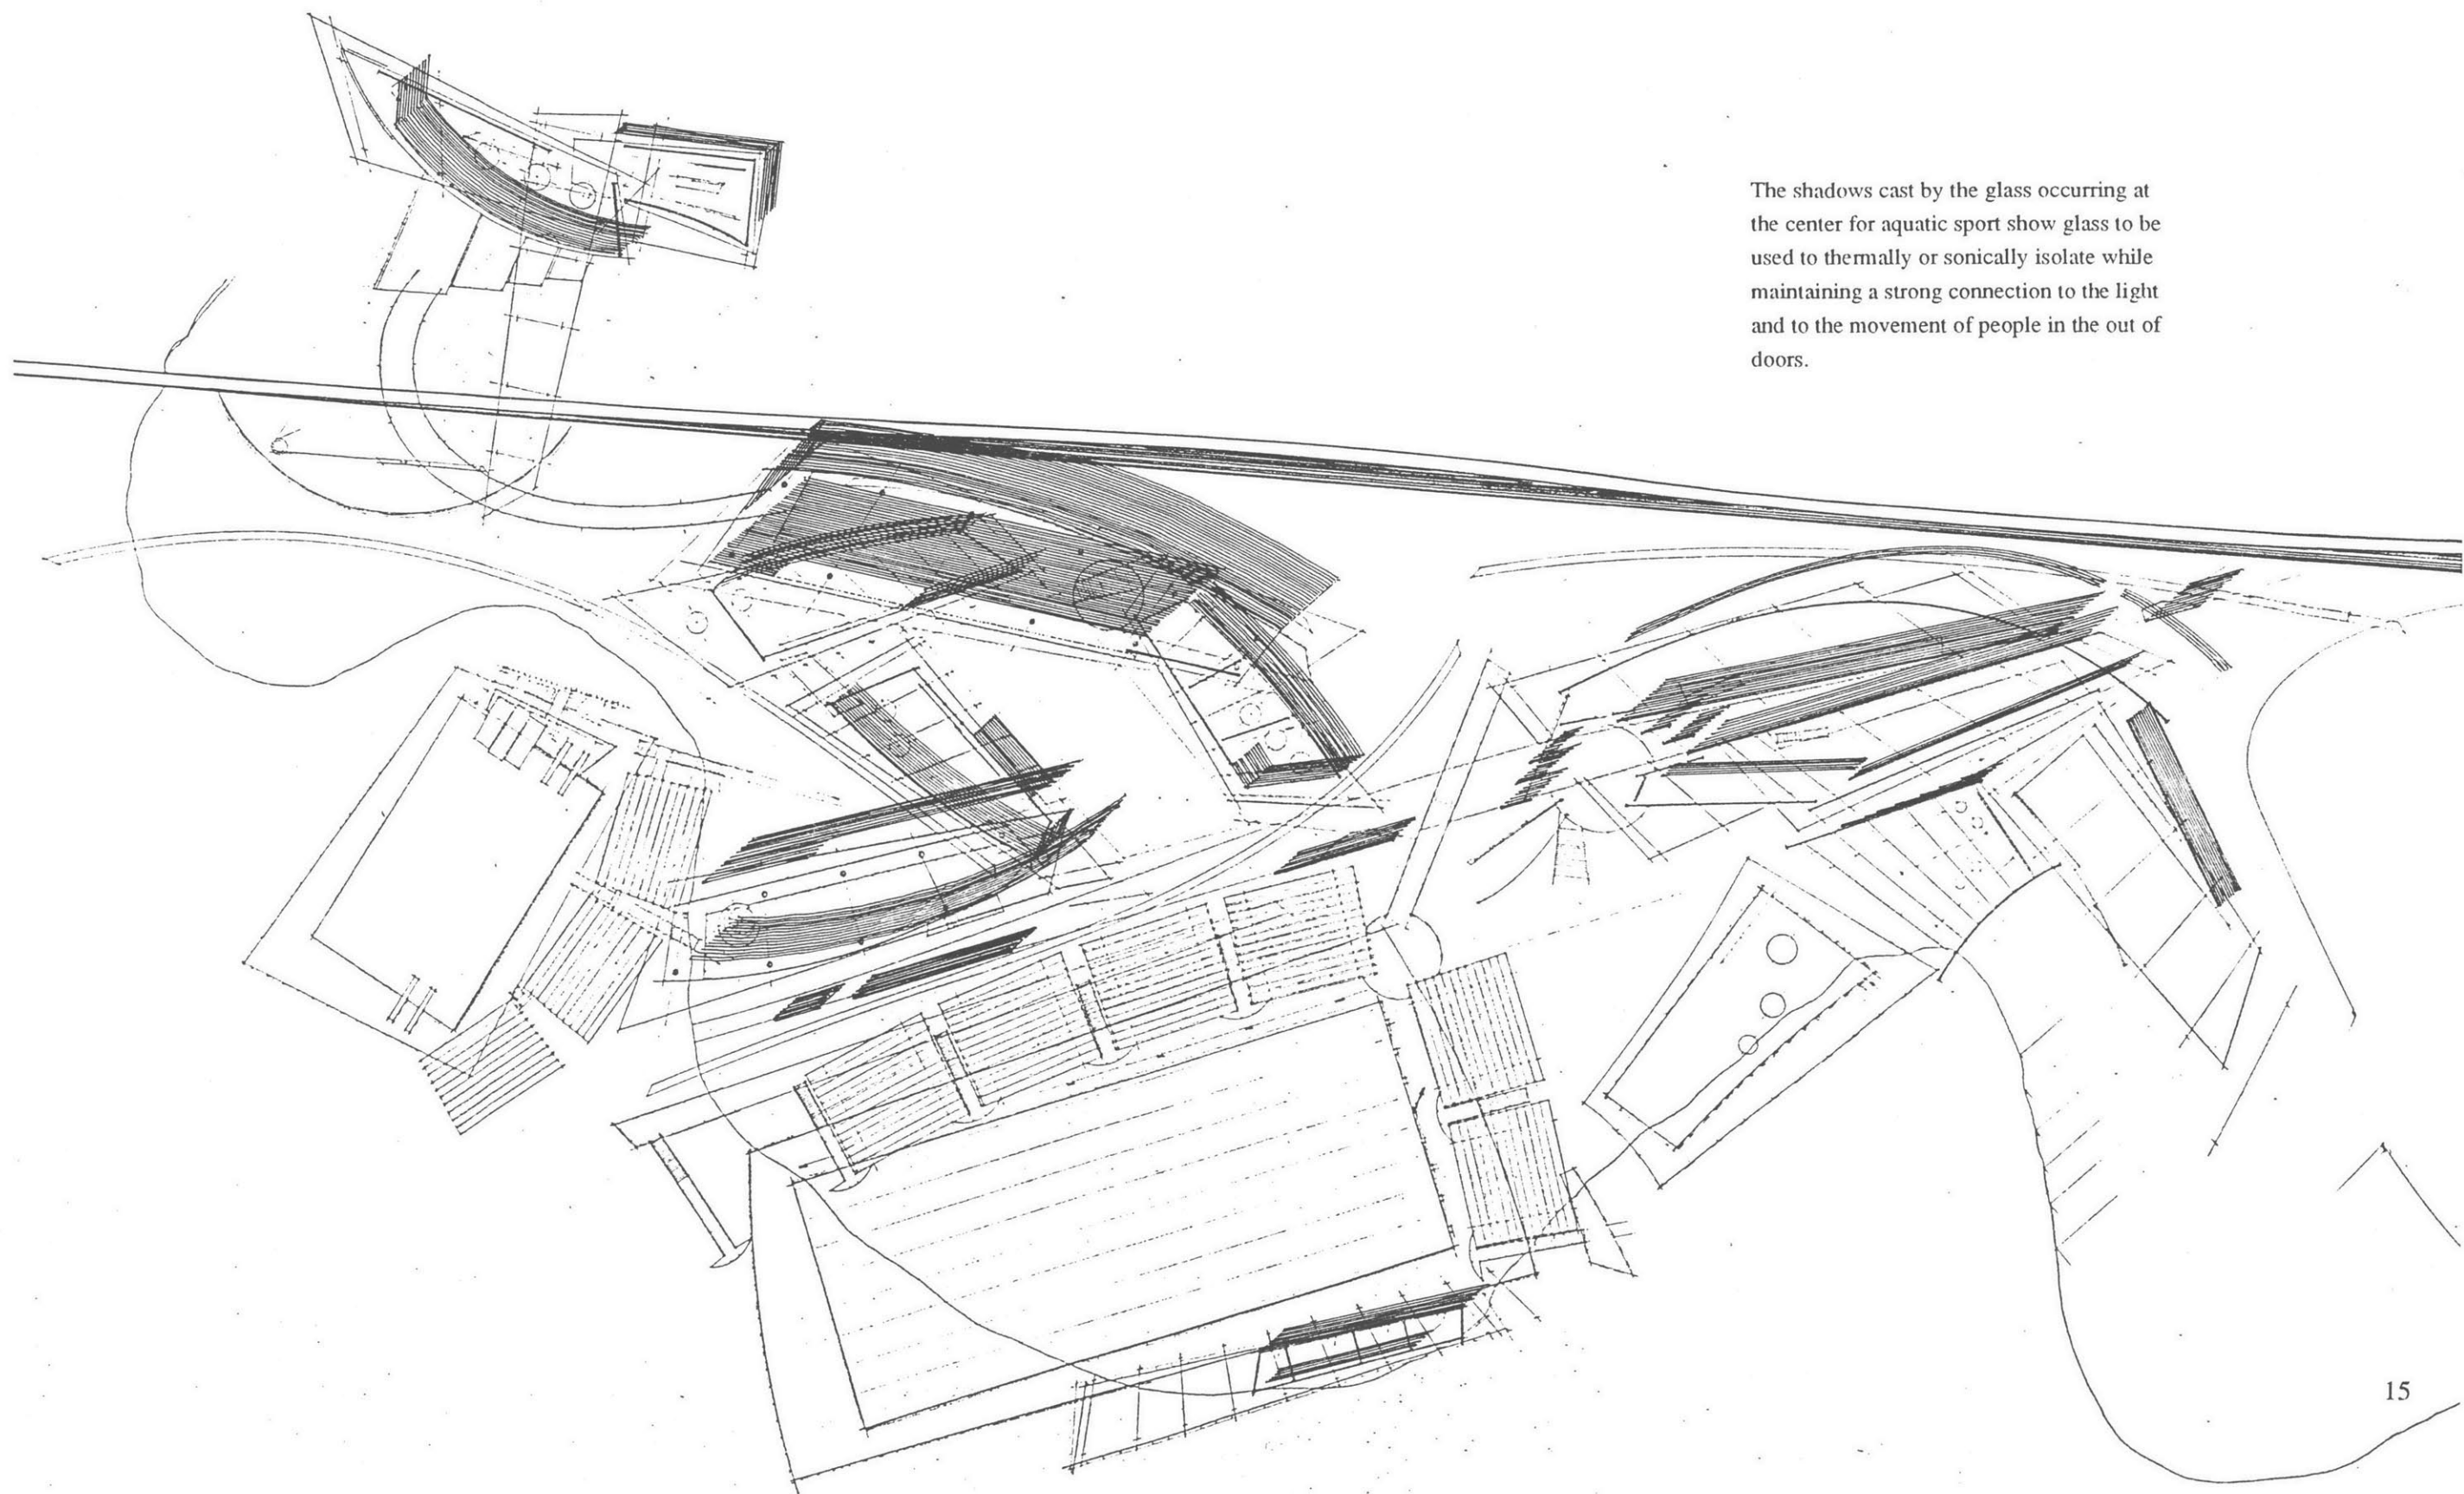 The shadows cast by the glass occurring at
the center for aquatic sport show glass to be
used to thermally or sonically isolate while
maintaining a strong connection to the light
and to the movement of people in the out of
doors.
15